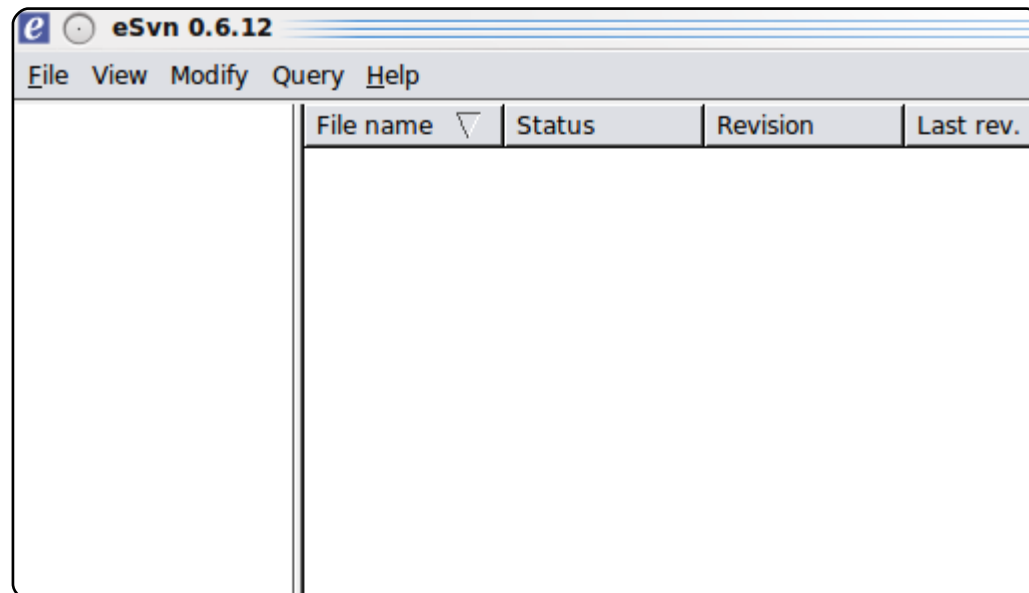 e eSvn 0.6.12
File View Modify Query Help
File name Status Revision Last rev.